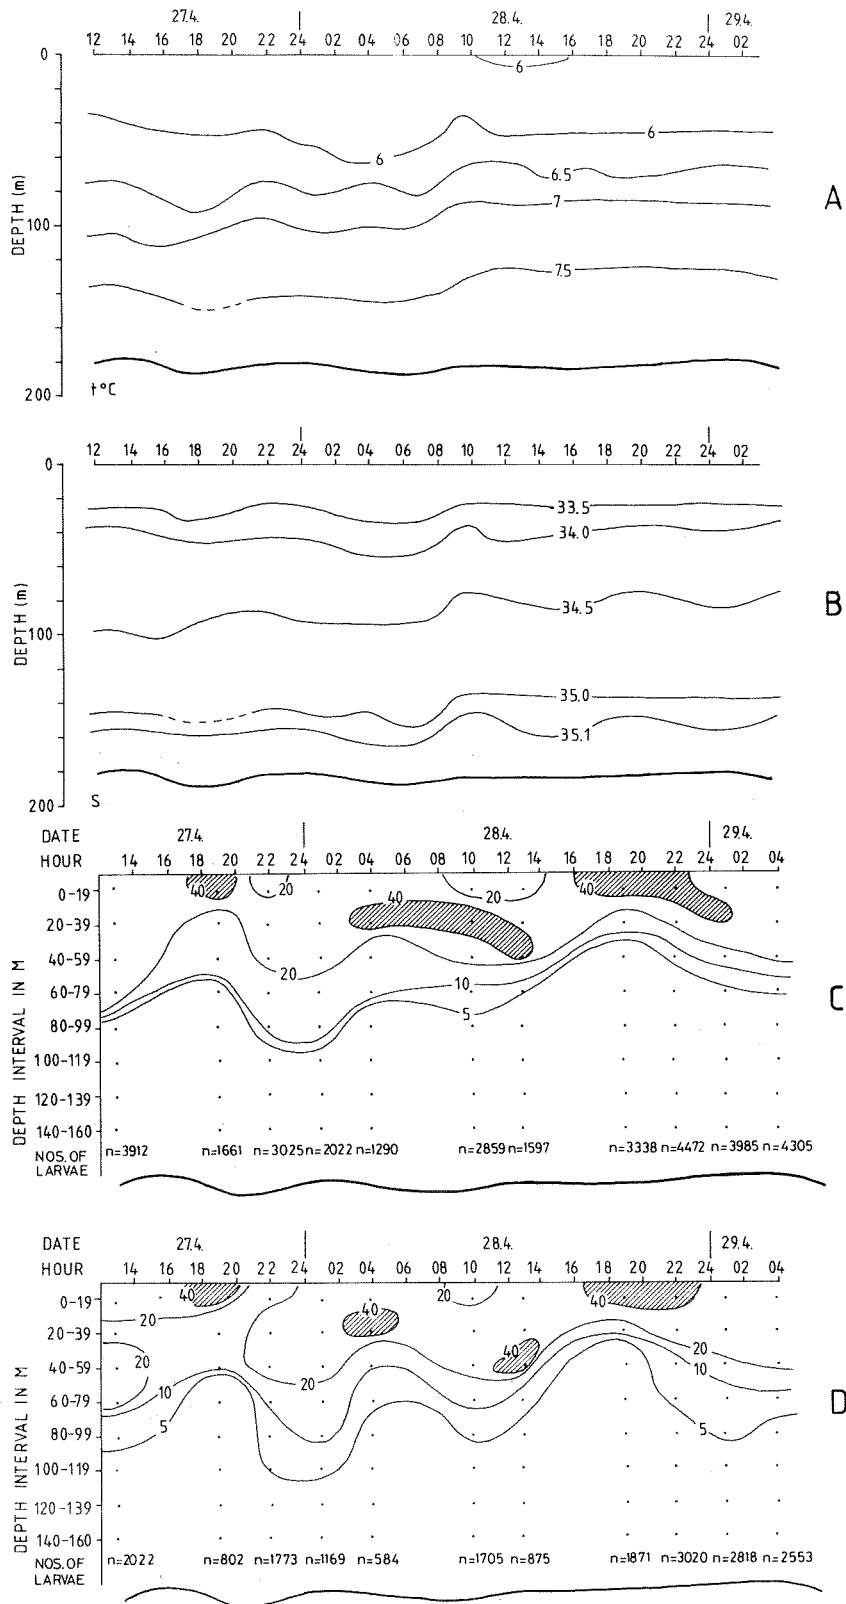 27.4. 28.4. 29.4.
12 14 18 20 22 24 02 04 06 08 10 12 14 16 18 20 22 24 02
0
6
6
6
6.5
A
7
100
DEPTH (m)
7.5
200
t°C
12 14 18 20 22 24 02 04 06 08 10 12 14 16 18 20 22 24 02
0
33.5
34.0
34.5
B
100
DEPTH (m)
35.0
35.1
200
S
DATE 27.4. 28.4. 29.4.
HOUR 14 16 18 20 22 24 02 04 06 08 10 12 14 16 18 20 22 24 02 04
0-19 40 20 20 40
20-39 40
40-59
20
60-79 10
5 C
80-99
100-119
120-139
140-160
DEPTH INTERVAL IN M
NOS. OF LARVAE n=3912 n=1661 n=3025 n=2022 n=1290 n=2859 n=1597 n=3338 n=4472 n=3985 n=4305
DATE 27.4. 28.4. 29.4.
HOUR 14 16 18 20 22 24 02 04 06 08 10 12 14 16 18 20 22 24 02 04
0-19 40 20 40
20 40
20-39
20
40-59 20 40 10
10 20
60-79 D
5 5
80-99
100-119
120-139
140-160
DEPTH INTERVAL IN M
NOS. OF LARVAE n=2022 n=802 n=1773 n=1169 n=584 n=1705 n=875 n=1871 n=3020 n=2818 n=2553